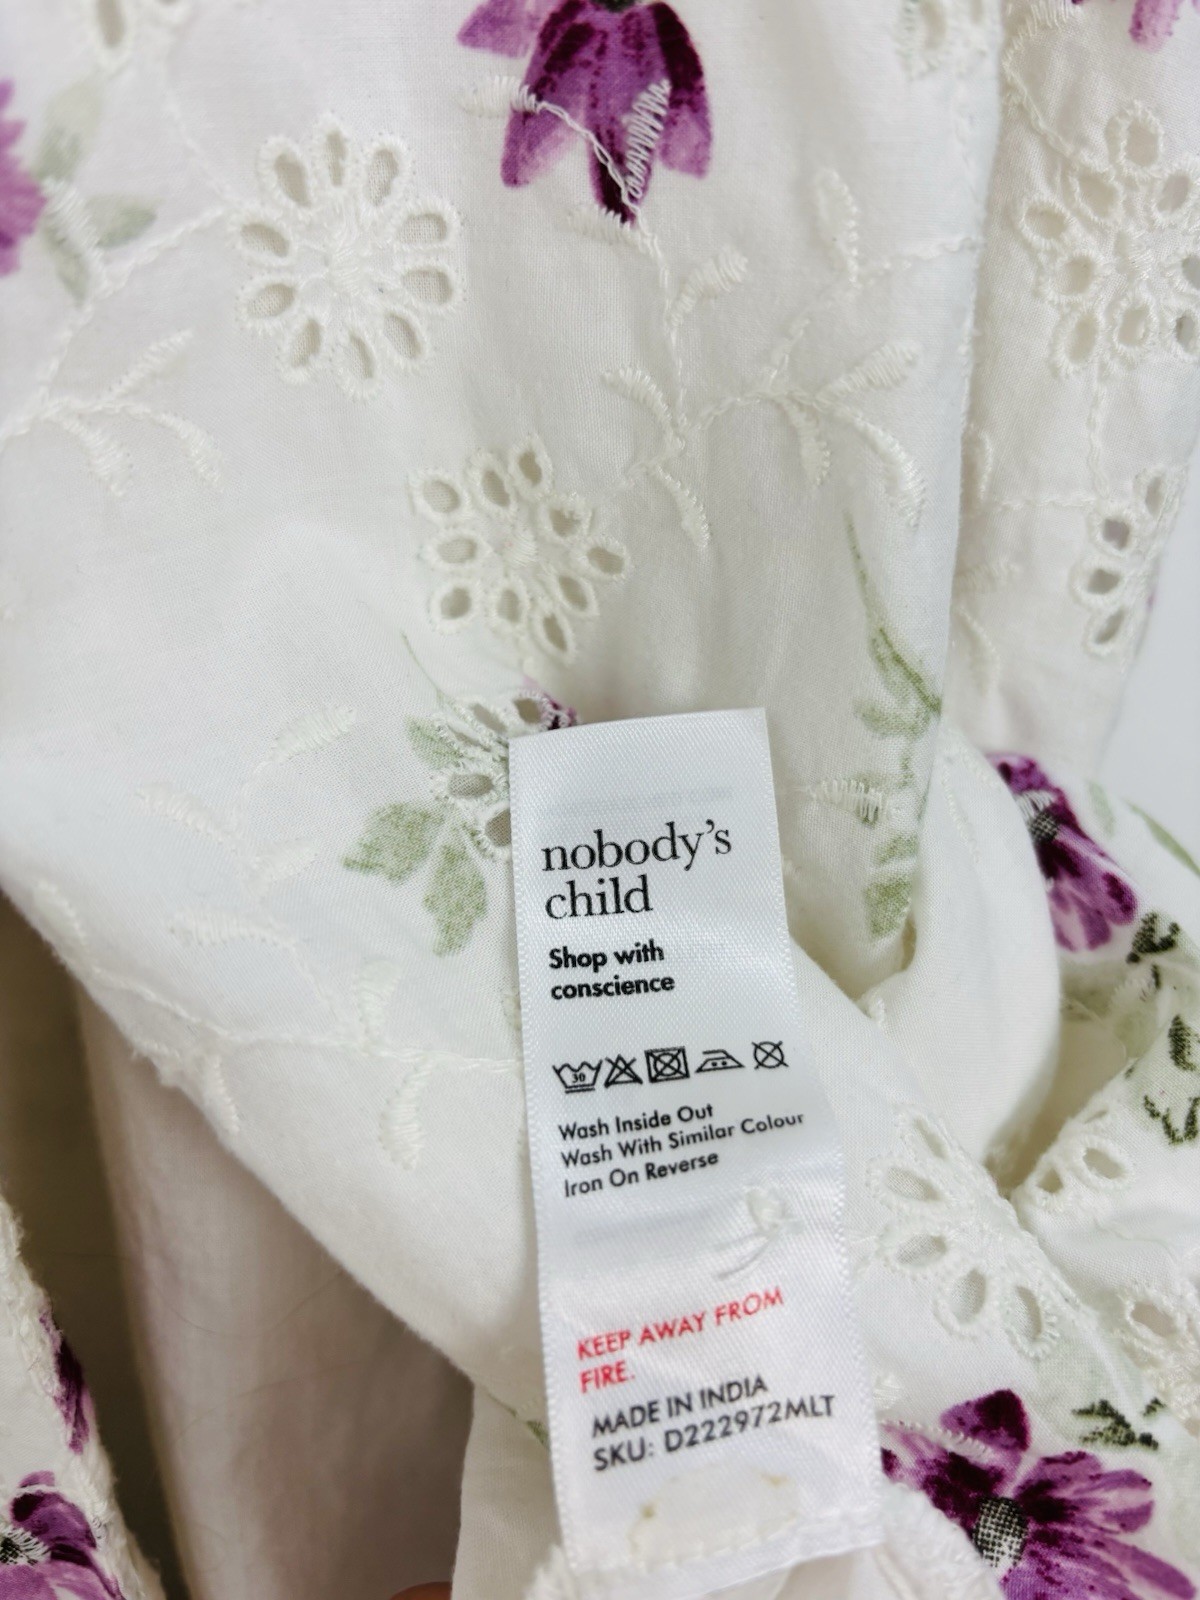 nobody's
child
Shop with
conscience
30
Wash Inside Out
Wash With Similar Colour
Iron On Reverse
KEEP AWAY FROM
FIRE.
MADE IN INDIA
SKU: D222972MLT